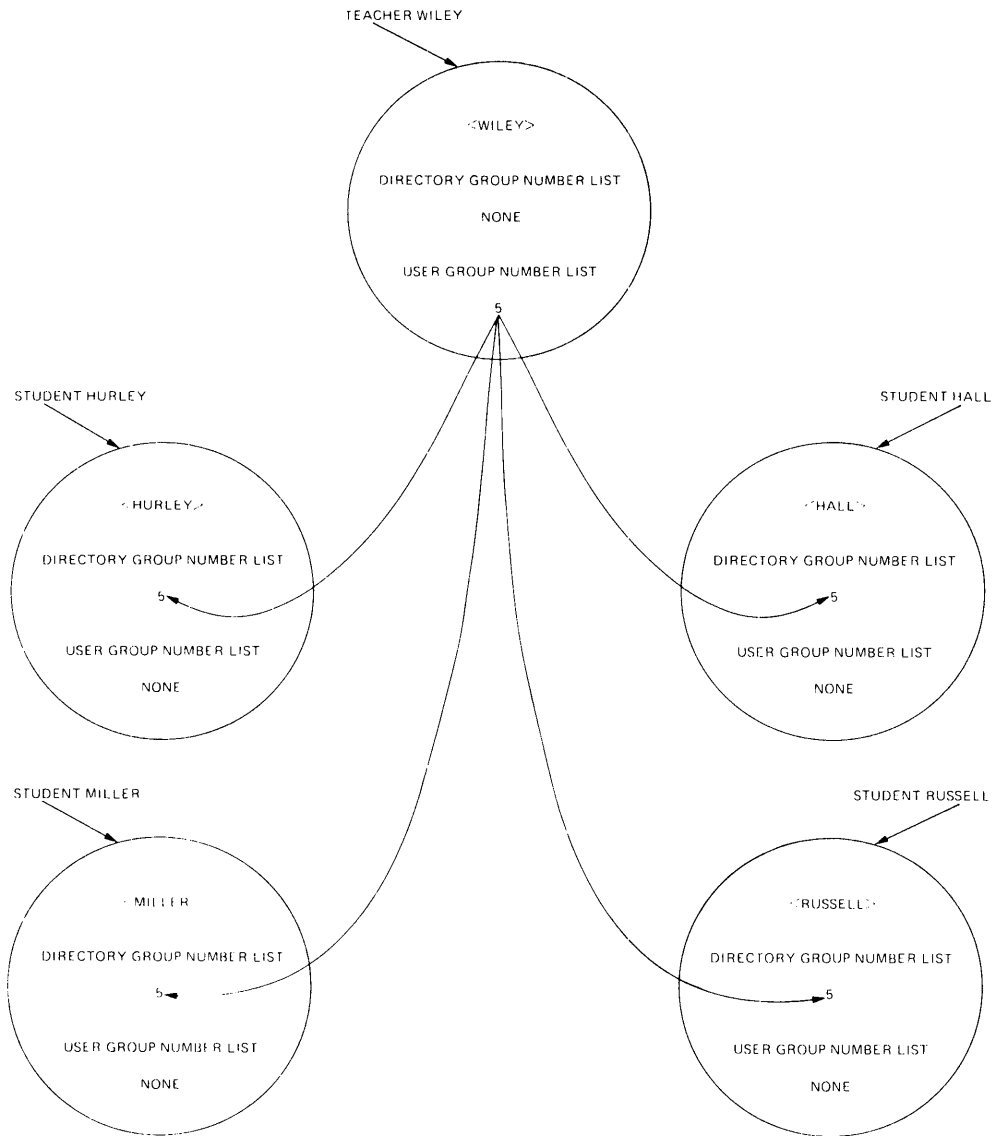 TEACHER WILEY
<WILEY>
DIRECTORY GROUP NUMBER LIST
NONE
USER GROUP NUMBER LIST
5
STUDENT HURLEY
<HURLEY>
DIRECTORY GROUP NUMBER LIST
5
USER GROUP NUMBER LIST
NONE
STUDENT HALL
<HALL>
DIRECTORY GROUP NUMBER LIST
5
USER GROUP NUMBER LIST
NONE
STUDENT MILLER
<MILLER
DIRECTORY GROUP NUMBER LIST
5
USER GROUP NUMBER LIST
NONE
STUDENT RUSSELL
<RUSSELL>
DIRECTORY GROUP NUMBER LIST
5
USER GROUP NUMBER LIST
NONE